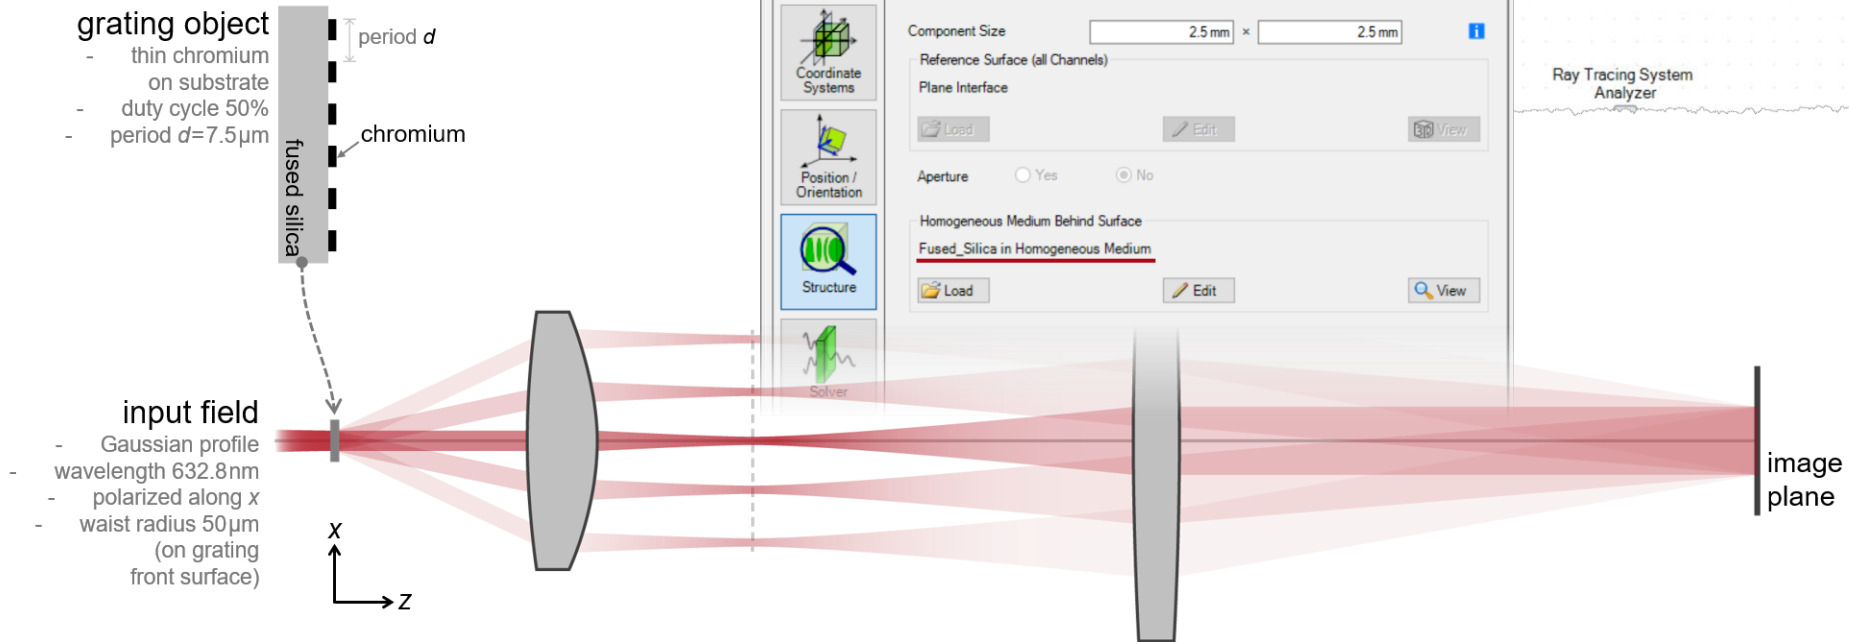 grating object
- thin chromium
on substrate
- duty cycle 50%
- period d=7.5µm
period d
chromium
fused silica
input field
- Gaussian profile
- wavelength 632.8nm
- polarized along x
- waist radius 50µm
(on grating
front surface)
x
z
Coordinate
Systems
Position /
Orientation
Structure
Solver
Component Size 2.5 mm × 2.5 mm
Reference Surface (all Channels)
Plane Interface
Load Edit View
Aperture Yes No
Homogeneous Medium Behind Surface
Fused_Silica in Homogeneous Medium
Load Edit View
Ray Tracing System
Analyzer
image
plane